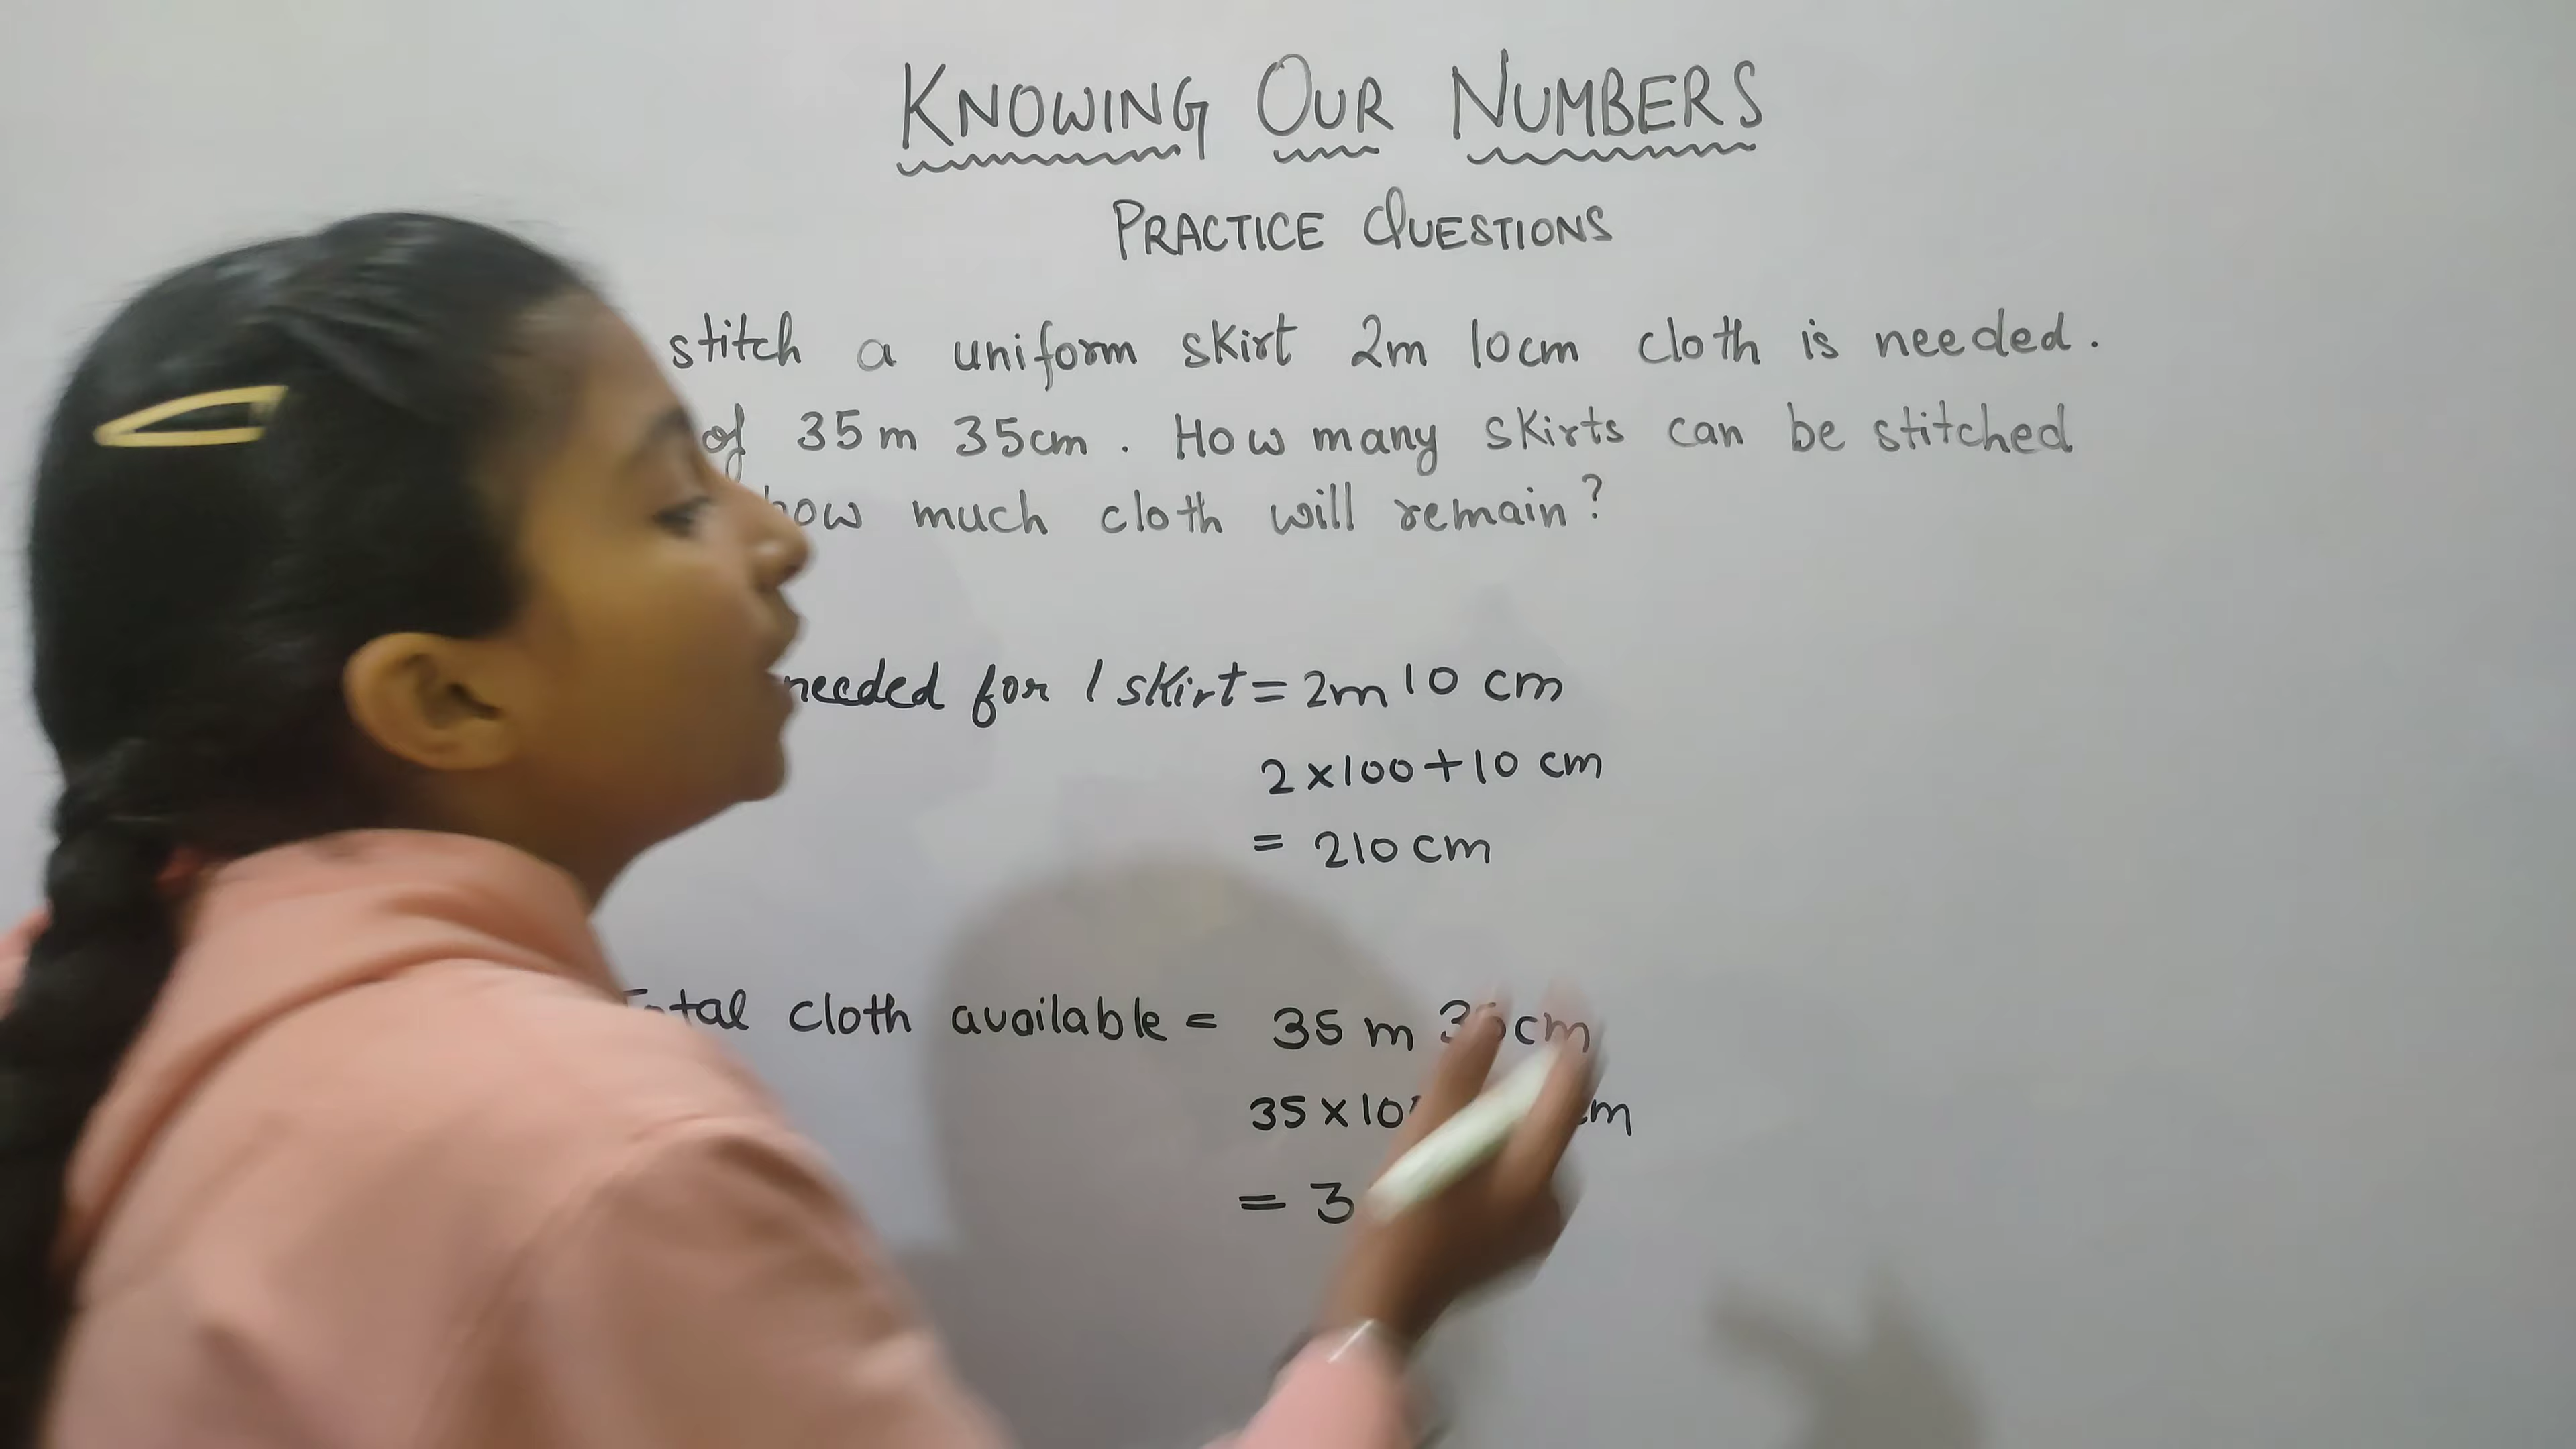 KNOWING OUR NUMBERS
PRACTICE QUESTIONS
stitch a uniform skirt 2m 10cm cloth is needed.
of 35m 35cm. How many skirts can be stitched
how much cloth will remain?
needed for 1 skirt = 2m 10 cm
2 x 100 + 10 cm
= 210 cm
Total cloth available = 35 m 35cm
35 x 10 cm
= 3